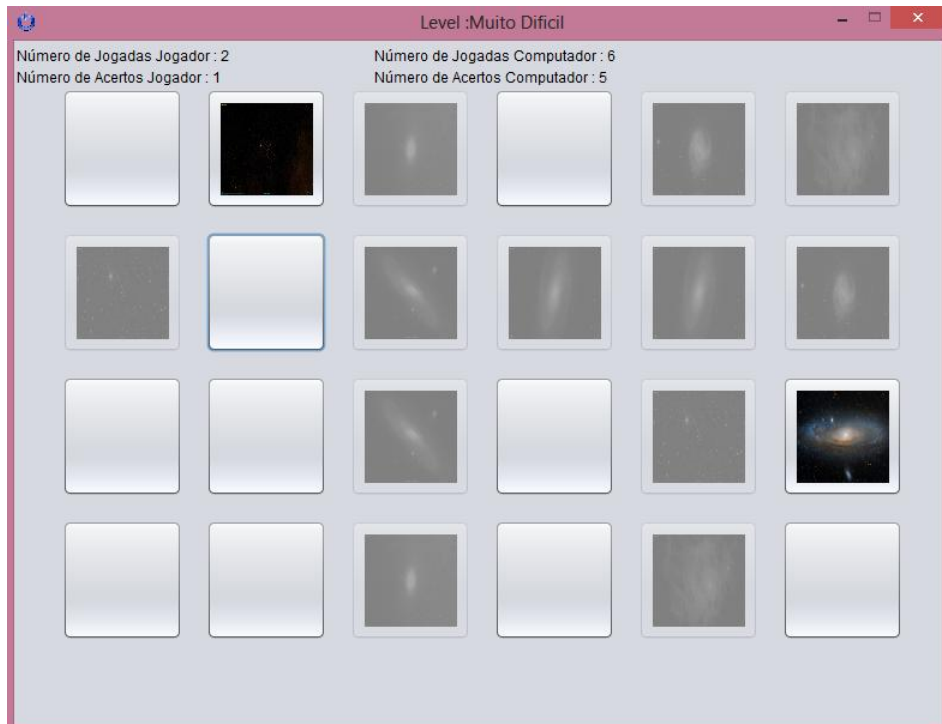 Level :Muito Dificil
Número de Jogadas Jogador : 2
Número de Jogadas Computador : 6
Número de Acertos Jogador : 1
Número de Acertos Computador : 5